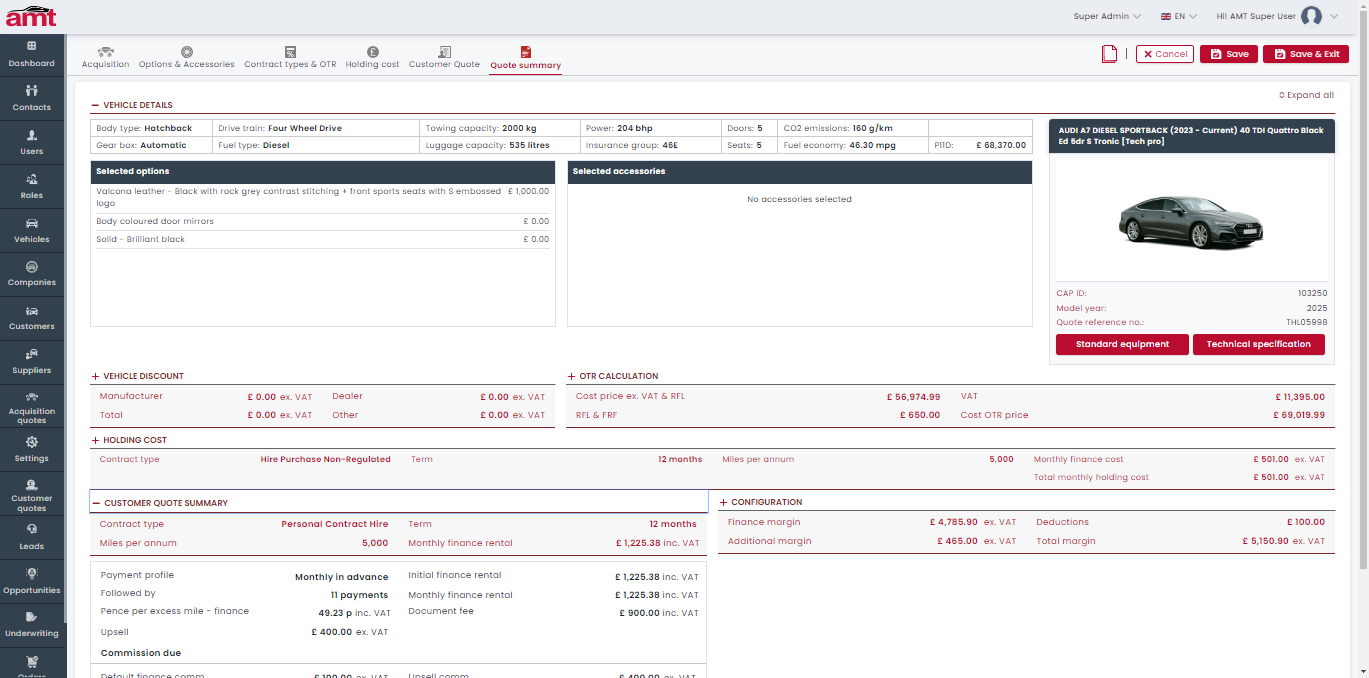 amt
Super Admin
EN
Hi! AMT Super User
Dashboard
Contacts
Users
Roles
Vehicles
Companies
Customers
Suppliers
Acquisition
quotes
Settings
Customer
quotes
Leads
Opportunities
Underwriting
Orders
Acquisition
Options & Accessories
Contract types & OTR
Holding cost
Customer Quote
Quote summary
Cancel
Save
Save & Exit
Expand all
VEHICLE DETAILS
Body type: Hatchback
Drive train: Four Wheel Drive
Towing capacity: 2000 kg
Power: 204 bhp
Doors: 5
CO2 emissions: 160 g/km
Gear box: Automatic
Fuel type: Diesel
Luggage capacity: 535 litres
Insurance group: 46E
Seats: 5
Fuel economy: 46.30 mpg
P11D: £ 68,370.00
Selected options
Valcona leather - Black with rock grey contrast stitching + front sports seats with S embossed £ 1,000.00
logo
Body coloured door mirrors £ 0.00
Solid - Brilliant black £ 0.00
Selected accessories
No accessories selected
AUDI A7 DIESEL SPORTBACK (2023 - Current) 40 TDI Quattro Black
Ed 5dr S Tronic [Tech pro]
CAP ID: 103250
Model year: 2025
Quote reference no.: THL05998
Standard equipment
Technical specification
VEHICLE DISCOUNT
Manufacturer £ 0.00 ex. VAT Dealer £ 0.00 ex. VAT
Total £ 0.00 ex. VAT Other £ 0.00 ex. VAT
OTR CALCULATION
Cost price ex. VAT & RFL £ 56,974.99 VAT £ 11,395.00
RFL & FRF £ 650.00 Cost OTR price £ 69,019.99
HOLDING COST
Contract type Hire Purchase Non-Regulated Term 12 months Miles per annum 5,000 Monthly finance cost £ 501.00 ex. VAT
Total monthly holding cost £ 501.00 ex. VAT
CUSTOMER QUOTE SUMMARY
Contract type Personal Contract Hire Term 12 months
Miles per annum 5,000 Monthly finance rental £ 1,225.38 inc. VAT
CONFIGURATION
Finance margin £ 4,785.90 ex. VAT Deductions £ 100.00
Additional margin £ 465.00 ex. VAT Total margin £ 5,150.90 ex. VAT
Payment profile Monthly in advance Initial finance rental £ 1,225.38 inc. VAT
Followed by 11 payments Monthly finance rental £ 1,225.38 inc. VAT
Pence per excess mile - finance 49.23 p inc. VAT Document fee £ 900.00 inc. VAT
Upsell £ 400.00 ex. VAT
Commission due
Default finance comm £ 100.00 ex. VAT Upsell comm £ 400.00 ex. VAT